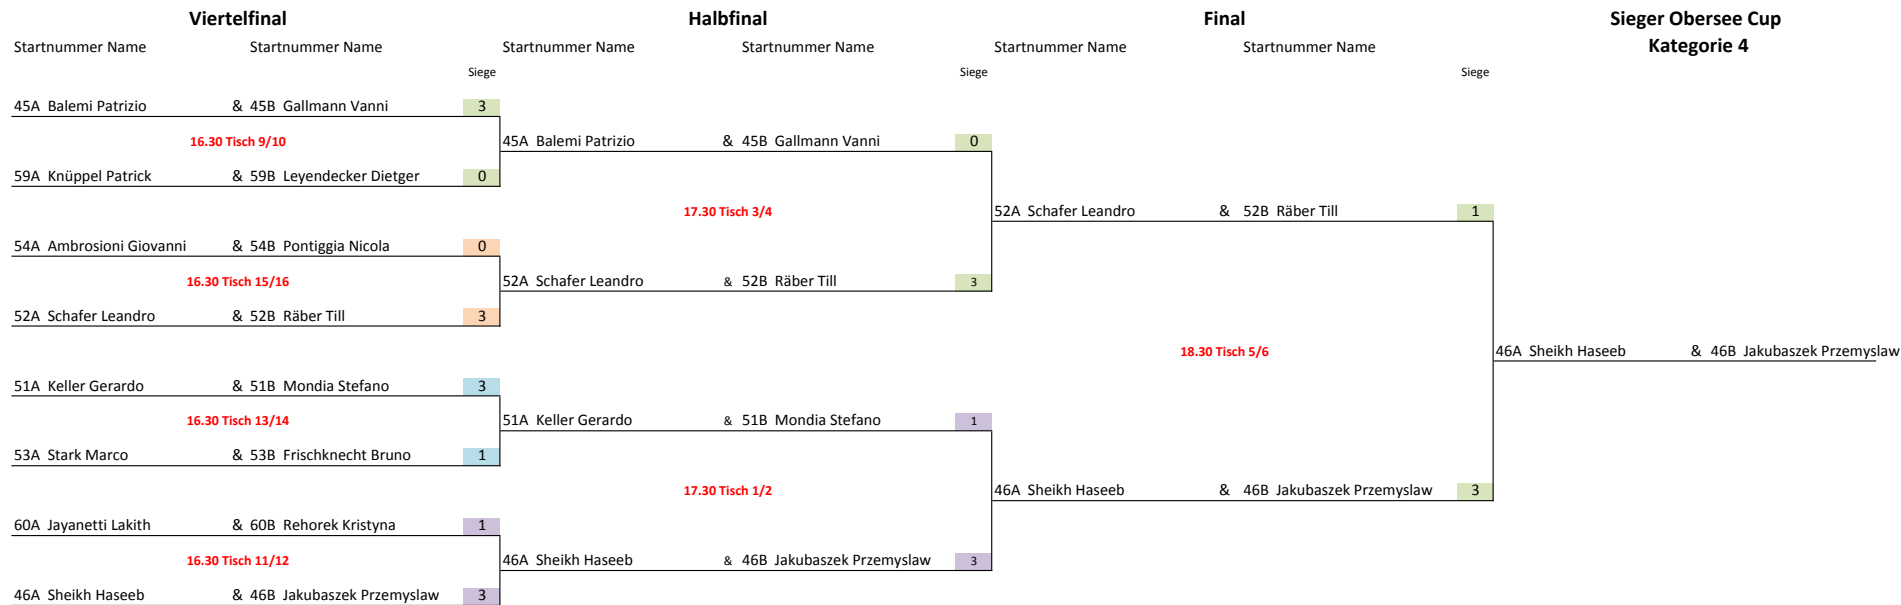 Viertelfinal Halbfinal Final Sieger Obersee Cup
Startnummer Name Startnummer Name Startnummer Name Startnummer Name Startnummer Name Startnummer Name Kategorie 4
Siege Siege Siege
45A Balemi Patrizio & 45B Gallmann Vanni 3
16.30 Tisch 9/10 45A Balemi Patrizio & 45B Gallmann Vanni 0
59A Knüppel Patrick & 59B Leyendecker Dietger 0
17.30 Tisch 3/4 52A Schafer Leandro & 52B Räber Till 1
54A Ambrosioni Giovanni & 54B Pontiggia Nicola 0
16.30 Tisch 15/16 52A Schafer Leandro & 52B Räber Till 3
52A Schafer Leandro & 52B Räber Till 3
18.30 Tisch 5/6 46A Sheikh Haseeb & 46B Jakubaszek Przemyslaw
51A Keller Gerardo & 51B Mondia Stefano 3
16.30 Tisch 13/14 51A Keller Gerardo & 51B Mondia Stefano 1
53A Stark Marco & 53B Frischknecht Bruno 1
17.30 Tisch 1/2 46A Sheikh Haseeb & 46B Jakubaszek Przemyslaw 3
60A Jayanetti Lakith & 60B Rehorek Kristyna 1
16.30 Tisch 11/12 46A Sheikh Haseeb & 46B Jakubaszek Przemyslaw 3
46A Sheikh Haseeb & 46B Jakubaszek Przemyslaw 3